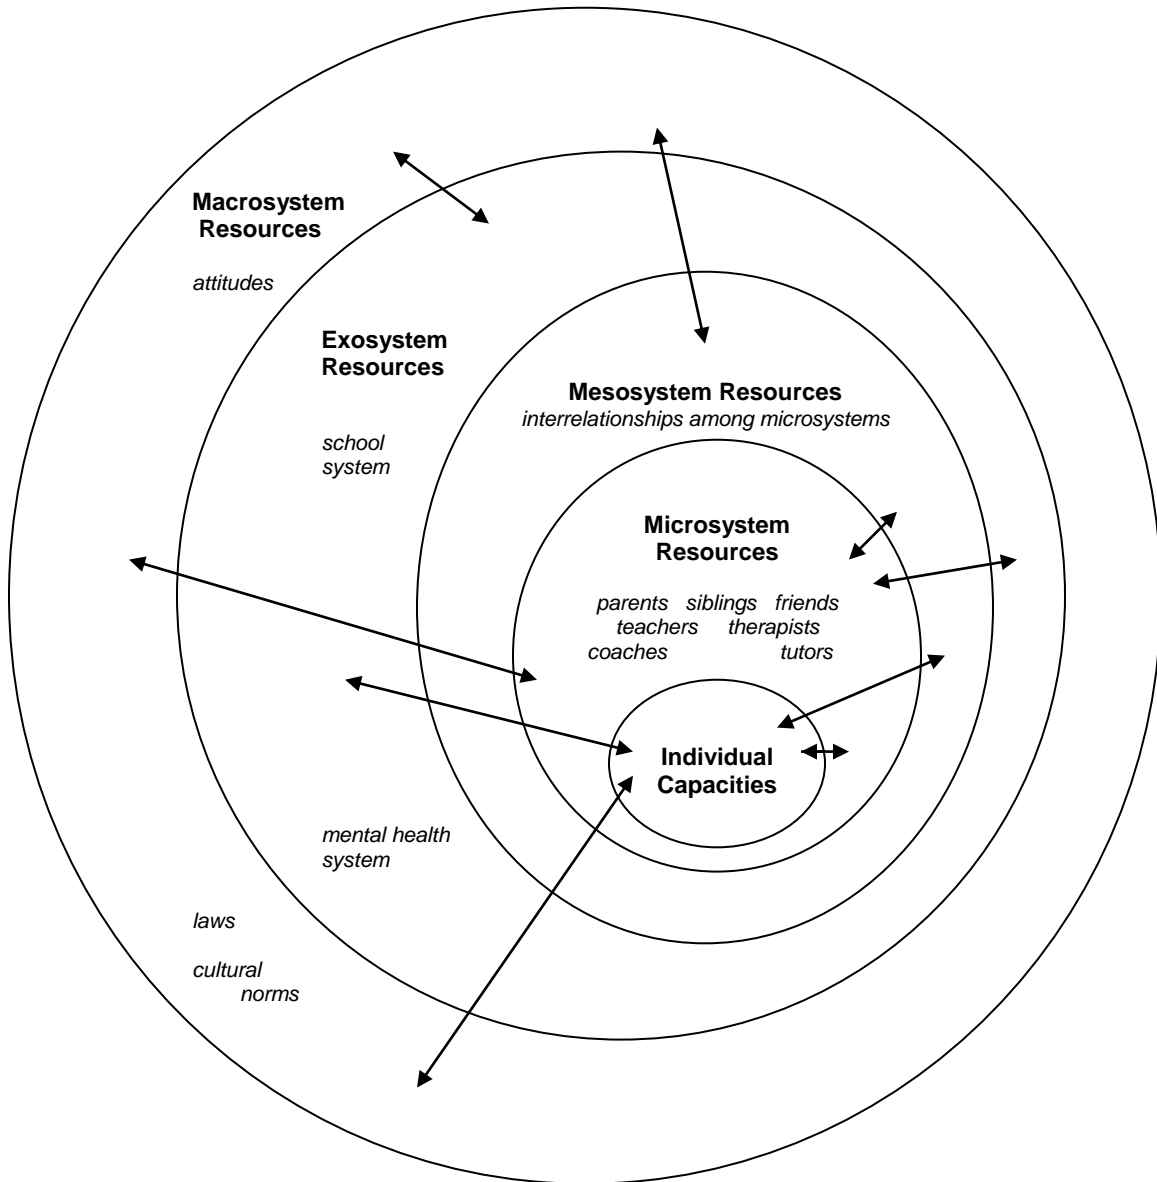 Macrosystem
Resources
attitudes
Exosystem
Resources
school
system
Mesosystem Resources
interrelationships among microsystems
Microsystem
Resources
parents siblings friends
teachers therapists
coaches tutors
Individual
Capacities
mental health
system
laws
cultural
norms